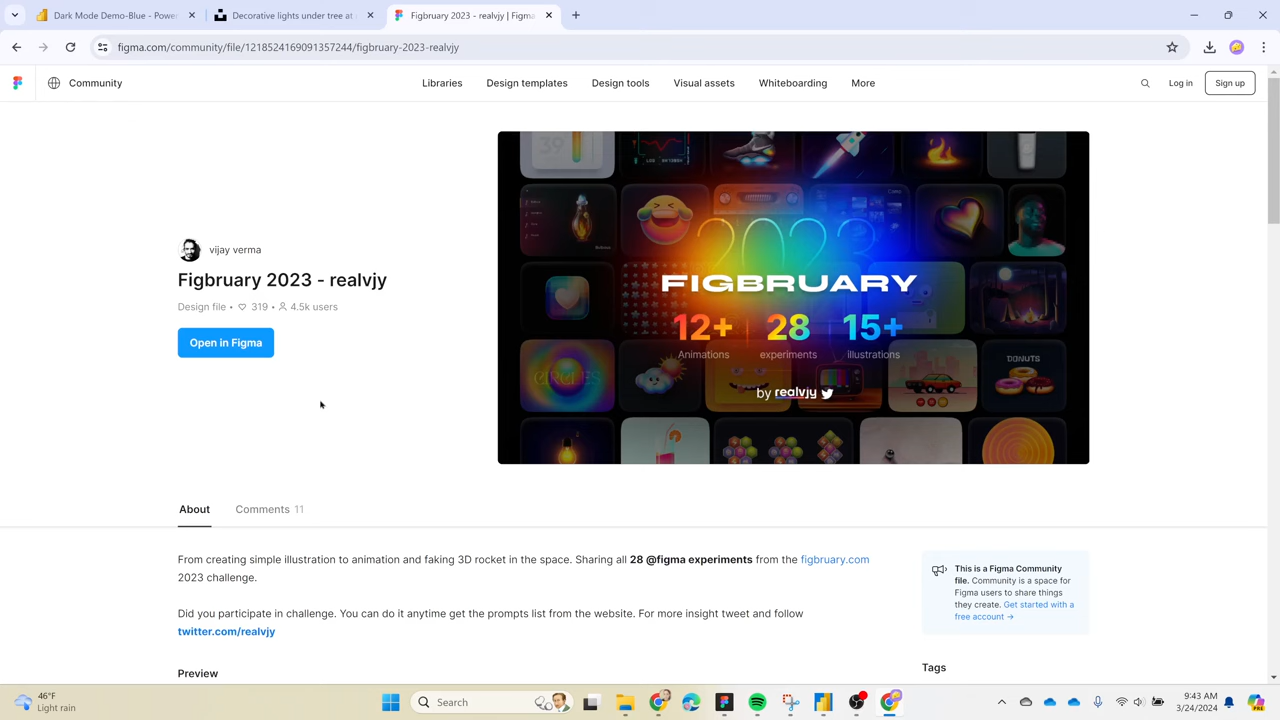 Dark Mode Demo-Blue - Power
Decorative lights under tree at
Figbruary 2023 - realvjy | Figma
figma.com/community/file/1218524169091357244/figbruary-2023-realvjy
Community
Libraries
Design templates
Design tools
Visual assets
Whiteboarding
More
Log in
Sign up
vijay verma
Figbruary 2023 - realvjy
Design file • 319 • 4.5k users
Open in Figma
39
2023
FIGBRUARY
12+ 28 15+
Animations experiments illustrations
by realvjy
CIRCLES
DONUTS
About
Comments 11
From creating simple illustration to animation and faking 3D rocket in the space. Sharing all 28 @figma experiments from the figbruary.com
2023 challenge.
Did you participate in challenge. You can do it anytime get the prompts list from the website. For more insight tweet and follow
twitter.com/realvjy
This is a Figma Community
file. Community is a space for
Figma users to share things
they create. Get started with a
free account →
Preview
Tags
46°F
Light rain
Search
:43 AM
3/24/2024